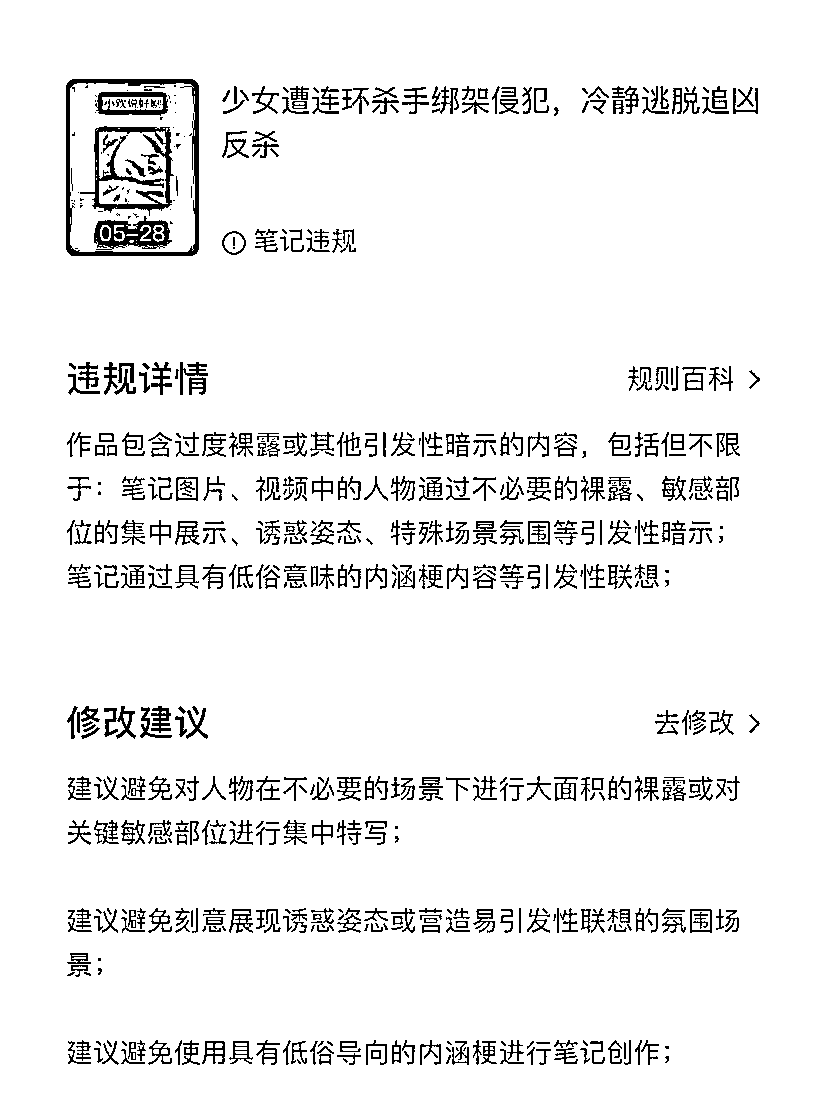 少女遭连环杀手绑架侵犯，冷静逃脱追凶
反杀
05-28
笔记违规
违规详情
规则百科
作品包含过度裸露或其他引发性暗示的内容，包括但不限
于：笔记图片、视频中的人物通过不必要的裸露、敏感部
位的集中展示、诱惑姿态、特殊场景氛围等引发性暗示；
笔记通过具有低俗意味的内涵梗内容等引发性联想；
修改建议
去修改
建议避免对人物在不必要的场景下进行大面积的裸露或对
关键敏感部位进行集中特写；
建议避免刻意展现诱惑姿态或营造易引发性联想的氛围场
景；
建议避免使用具有低俗导向的内涵梗进行笔记创作；